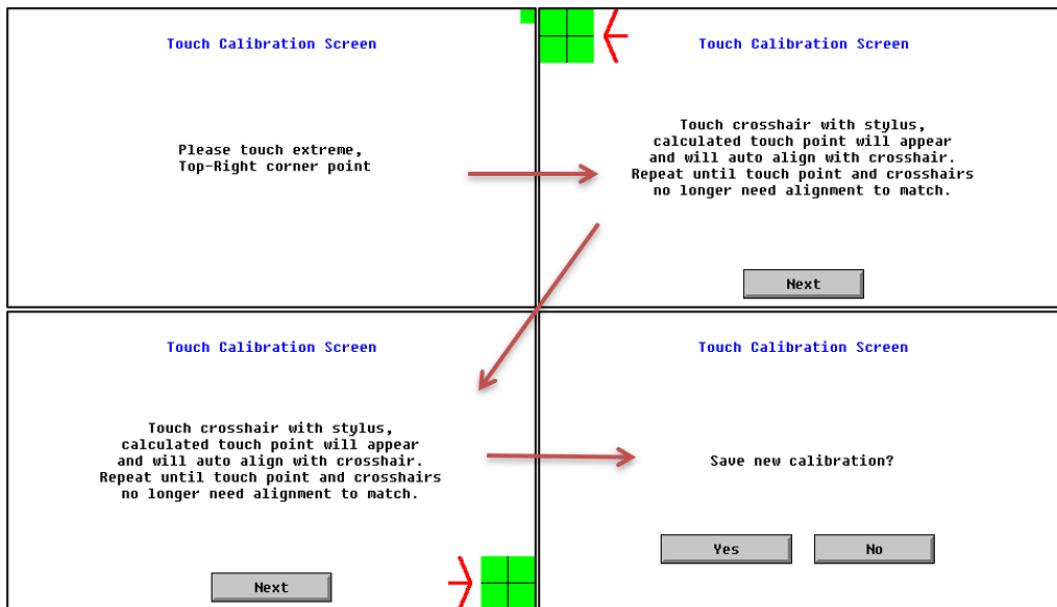 Touch Calibration Screen
Please touch extreme,
Top-Right corner point
Touch Calibration Screen
Touch crosshair with stylus,
calculated touch point will appear
and will auto align with crosshair.
Repeat until touch point and crosshairs
no longer need alignment to match.
Next
Touch Calibration Screen
Touch crosshair with stylus,
calculated touch point will appear
and will auto align with crosshair.
Repeat until touch point and crosshairs
no longer need alignment to match.
Next
Touch Calibration Screen
Save new calibration?
Yes No